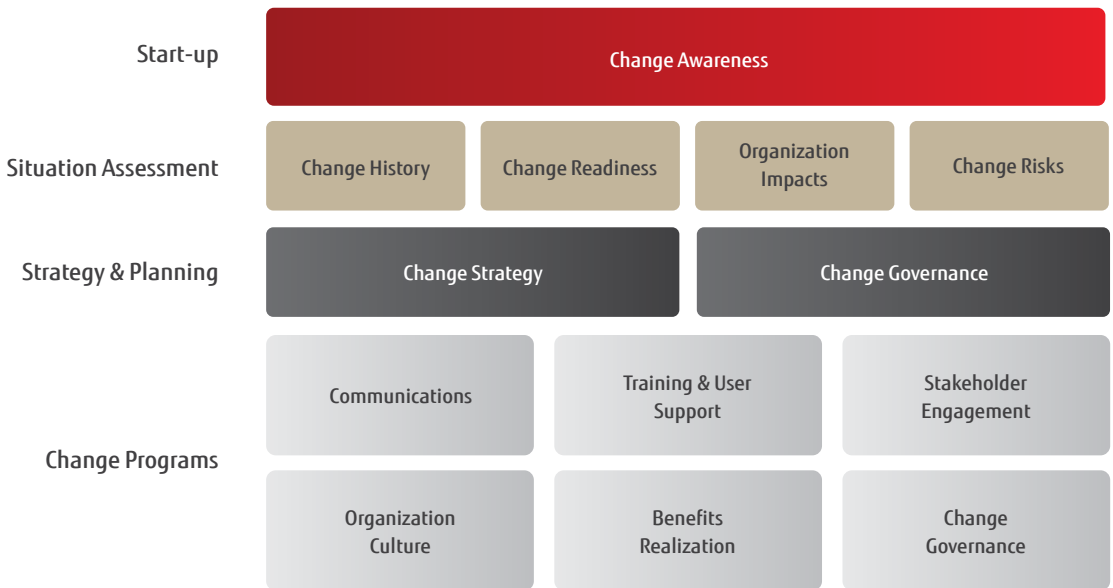 Start-up
Change Awareness
Situation Assessment
Change History
Change Readiness
Organization
Impacts
Change Risks
Strategy & Planning
Change Strategy
Change Governance
Change Programs
Communications
Training & User
Support
Stakeholder
Engagement
Organization
Culture
Benefits
Realization
Change
Governance